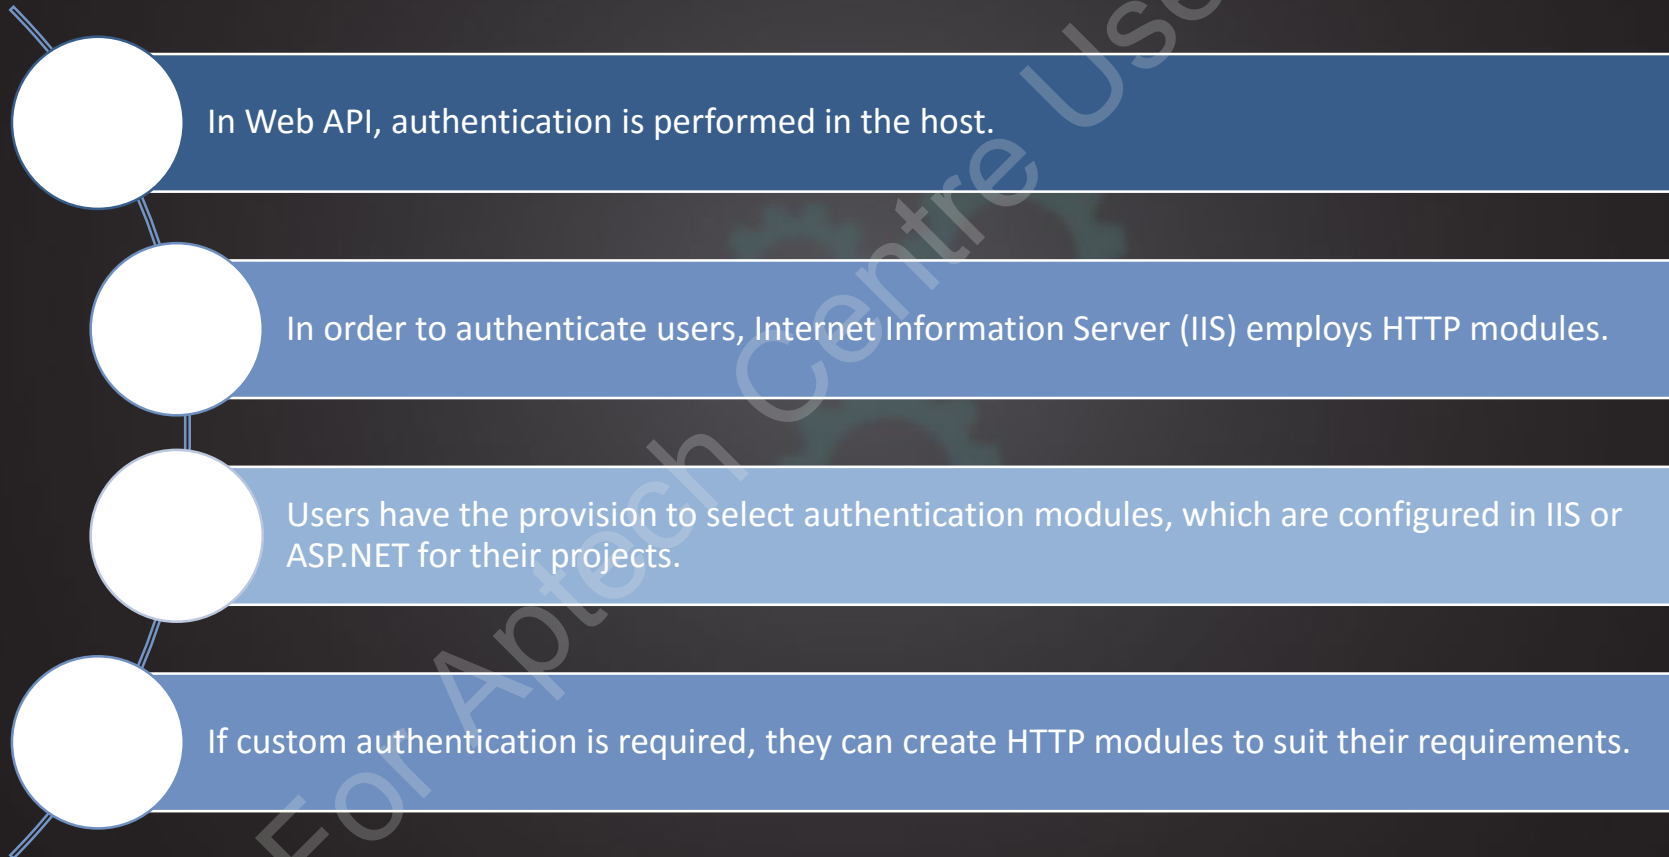 In Web API, authentication is performed in the host.
In order to authenticate users, Internet Information Server (IIS) employs HTTP modules.
Users have the provision to select authentication modules, which are configured in IIS or
ASP.NET for their projects.
If custom authentication is required, they can create HTTP modules to suit their requirements.
For Aptech Centre Use